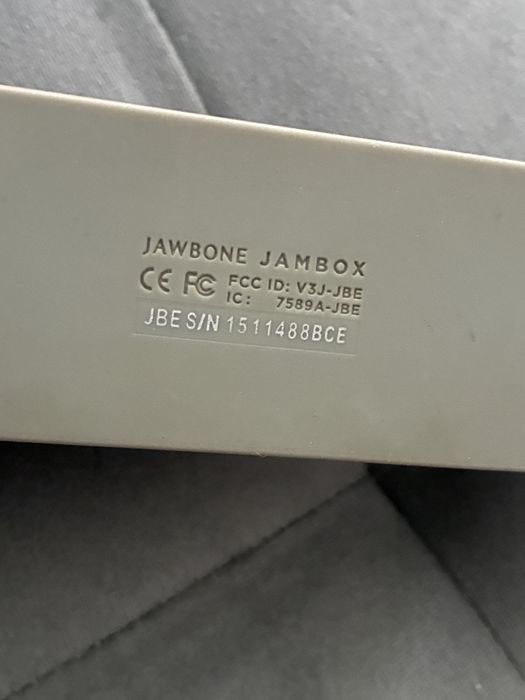 JAWBONE JAMBOX
CE FC FCC ID: V3J-JBE
IC: 7589A-JBE
JBE S/N 1511488BCE